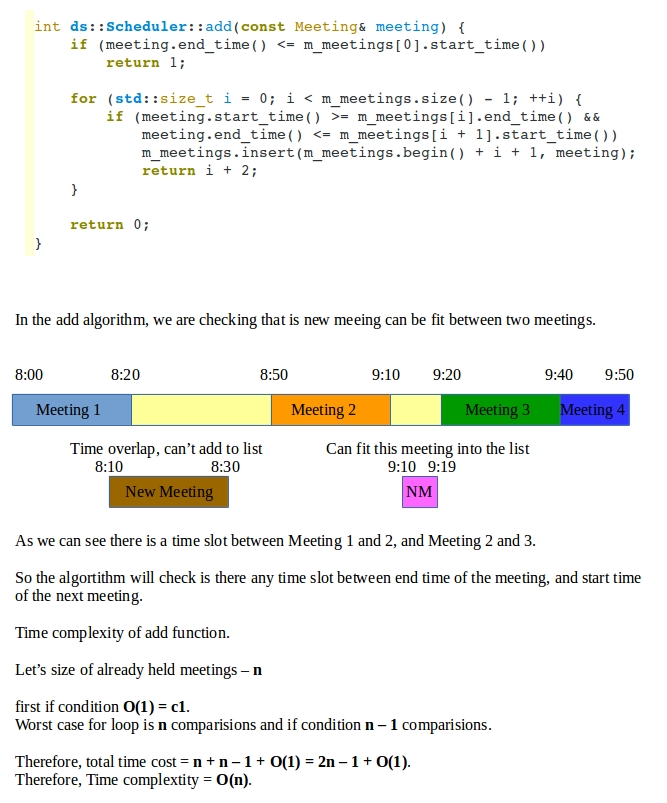 int ds::Scheduler::add(const Meeting& meeting) {
if (meeting.end_time() <= m_meetings[0].start_time())
return 1;
for (std::size_t i = 0; i < m_meetings.size() - 1; ++i) {
if (meeting.start_time() >= m_meetings[i].end_time() &&
meeting.end_time() <= m_meetings[i + 1].start_time())
m_meetings.insert(m_meetings.begin() + i + 1, meeting);
return i + 2;
}
return 0;
}
In the add algorithm, we are checking that is new meeing can be fit between two meetings.
8:00 8:20 8:50 9:10 9:20 9:40 9:50
Meeting 1 Meeting 2 Meeting 3 Meeting 4
Time overlap, can't add to list Can fit this meeting into the list
8:10 8:30 9:10 9:19
New Meeting NM
As we can see there is a time slot between Meeting 1 and 2, and Meeting 2 and 3.
So the algortithm will check is there any time slot between end time of the meeting, and start time
of the next meeting.
Time complexity of add function.
Let's size of already held meetings – n
first if condition O(1) = c1.
Worst case for loop is n comparisions and if condition n – 1 comparisions.
Therefore, total time cost = n + n – 1 + O(1) = 2n – 1 + O(1).
Therefore, Time complextity = O(n).